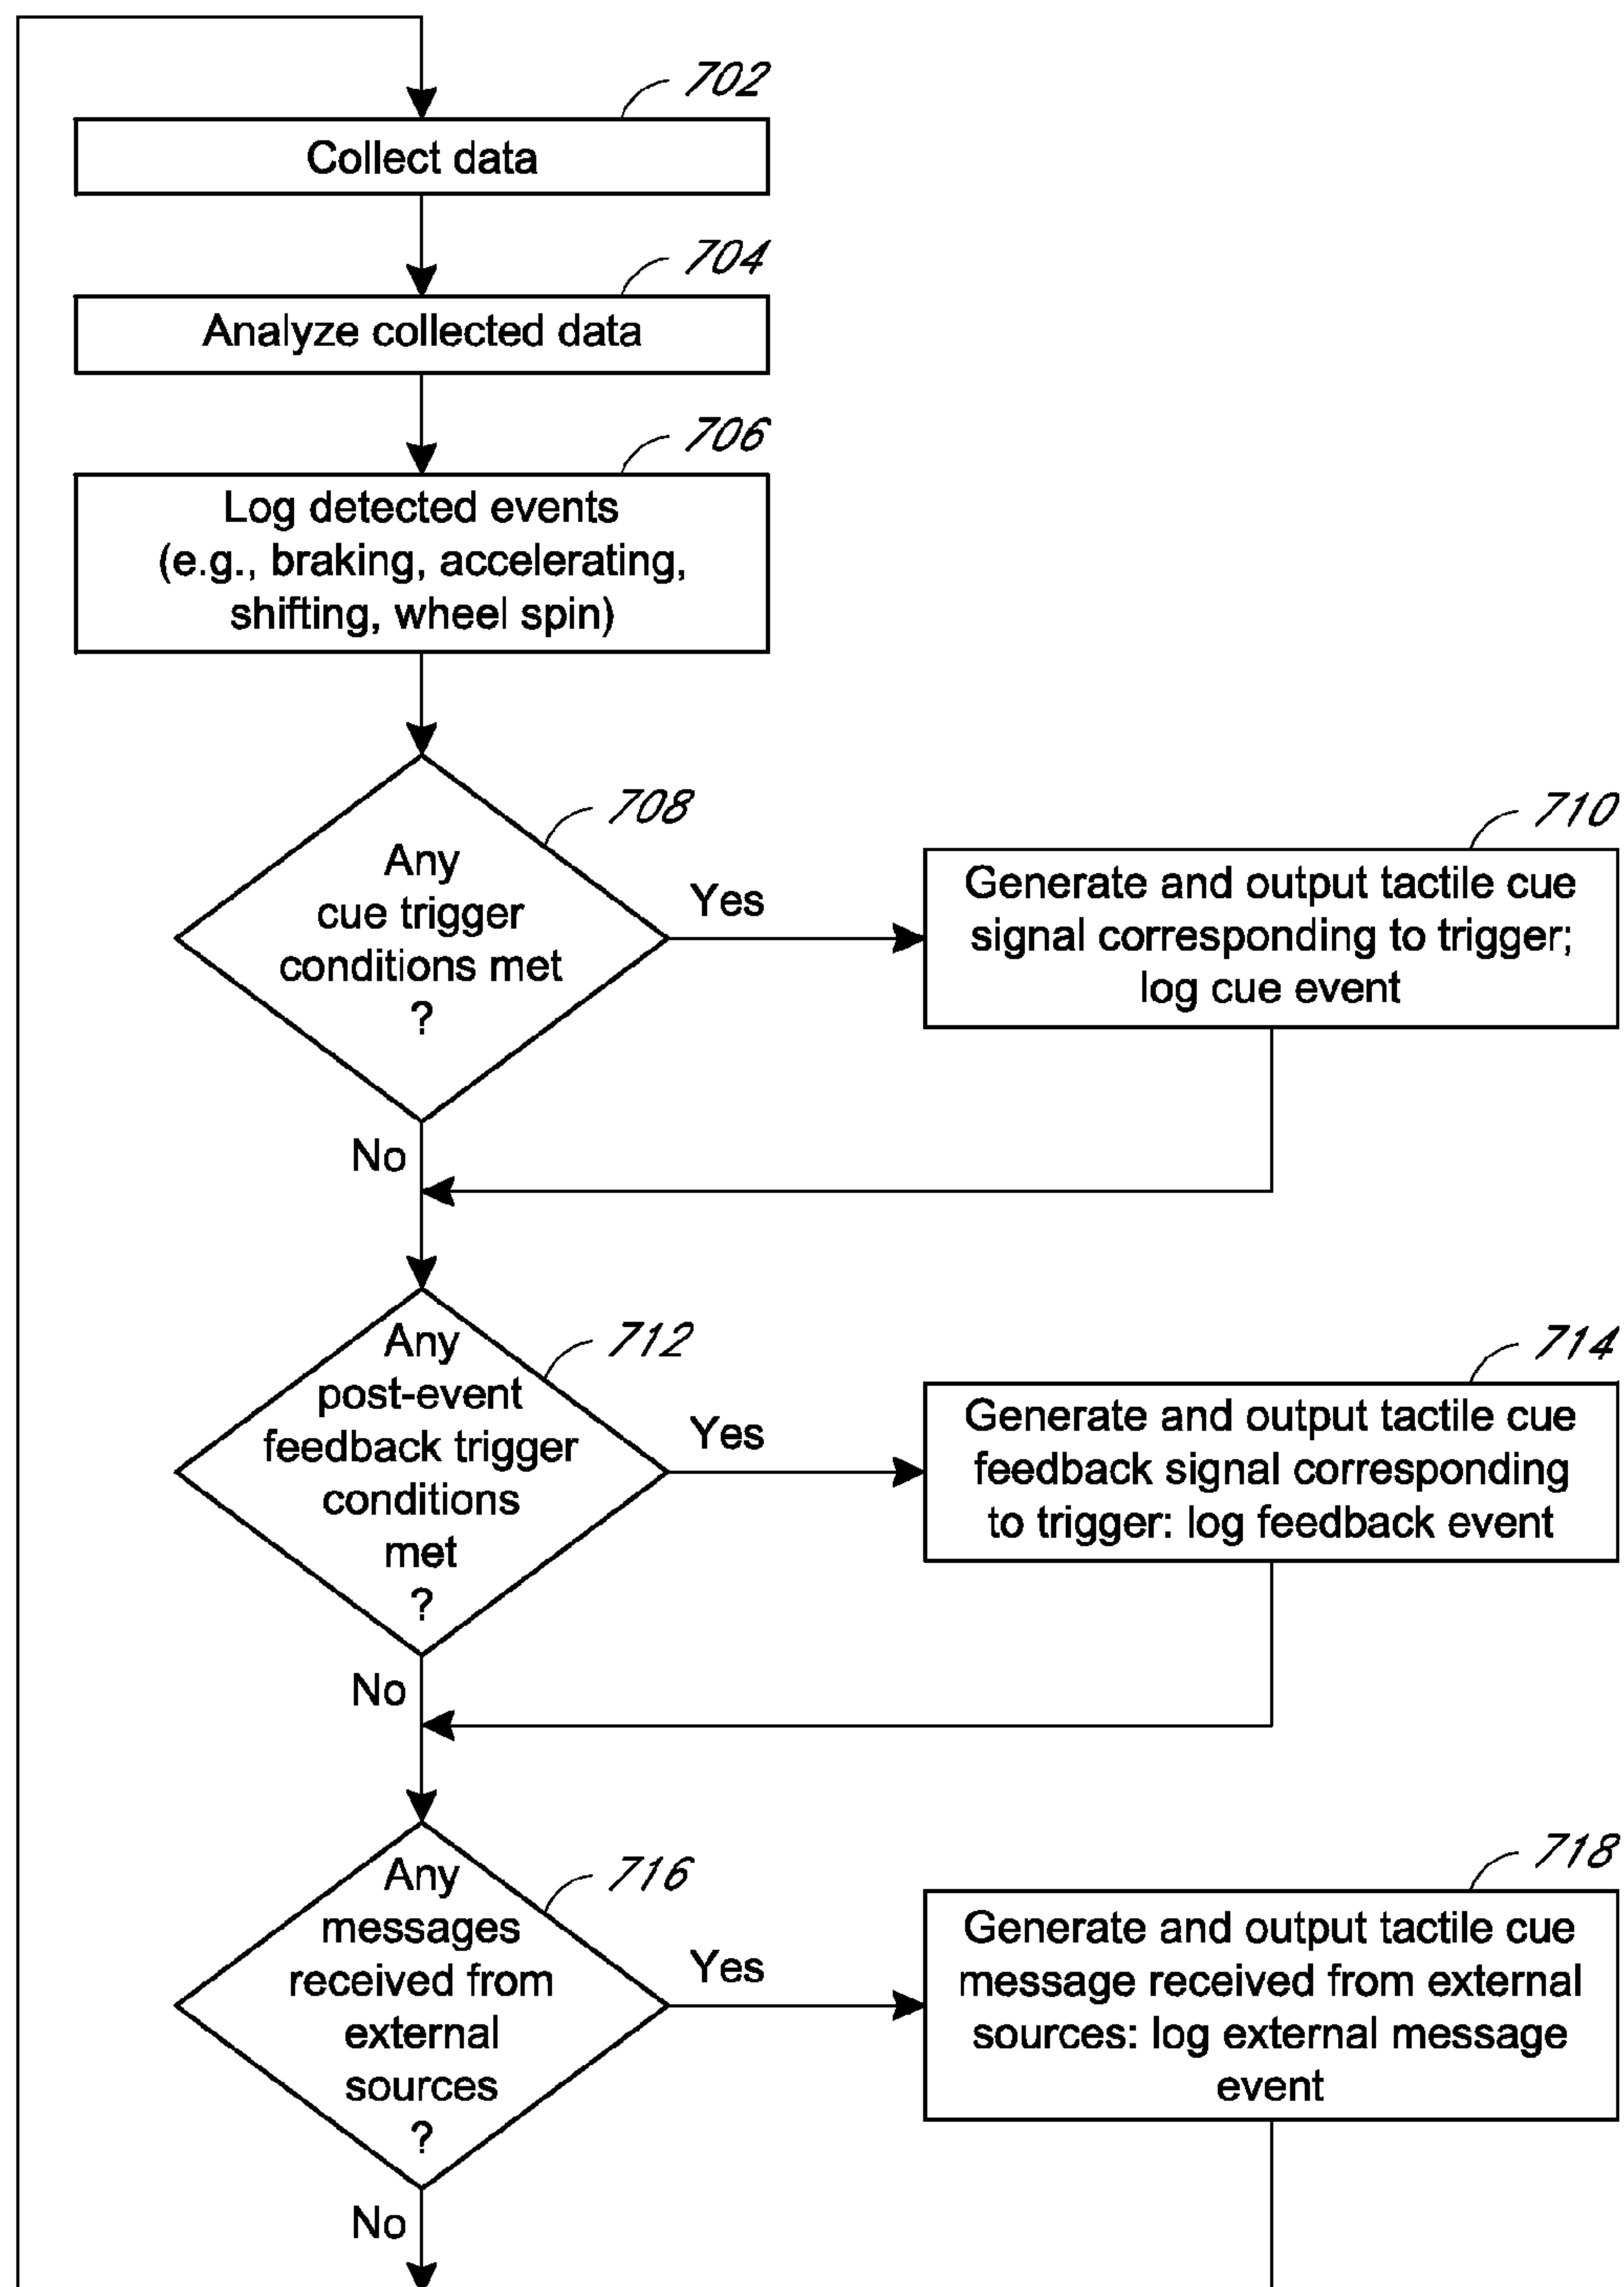 702
Collect data
704
Analyze collected data
706
Log detected events
(e.g., braking, accelerating,
shifting, wheel spin)
708
Any
cue trigger
conditions met
?
Yes
710
Generate and output tactile cue
signal corresponding to trigger;
log cue event
No
712
Any
post-event
feedback trigger
conditions
met
?
Yes
714
Generate and output tactile cue
feedback signal corresponding
to trigger: log feedback event
No
716
Any
messages
received from
external
sources
?
Yes
718
Generate and output tactile cue
message received from external
sources: log external message
event
No